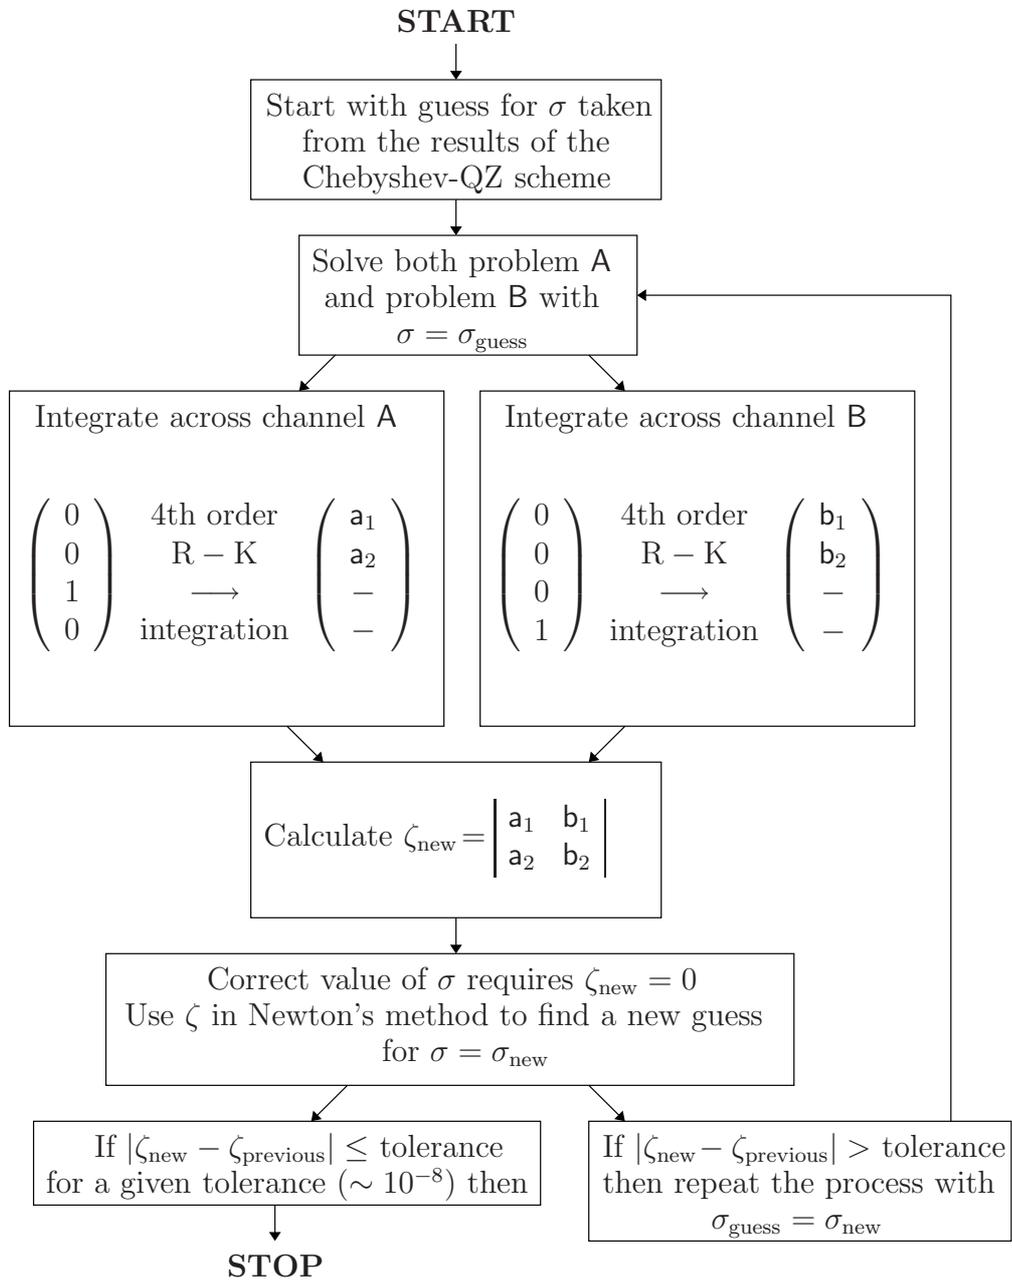 START
Start with guess for σ taken
from the results of the
Chebyshev-QZ scheme
Solve both problem A
and problem B with
σ = σ_guess
Integrate across channel A
0 4th order a₁
0 R – K a₂
1 ⟶ –
0 integration –
Integrate across channel B
0 4th order b₁
0 R – K b₂
0 ⟶ –
1 integration –
Calculate ζ_new = | a₁ b₁ |
| a₂ b₂ |
Correct value of σ requires ζ_new = 0
Use ζ in Newton's method to find a new guess
for σ = σ_new
If |ζ_new − ζ_previous| ≤ tolerance
for a given tolerance (∼ 10⁻⁸) then
STOP
If |ζ_new − ζ_previous| > tolerance
then repeat the process with
σ_guess = σ_new